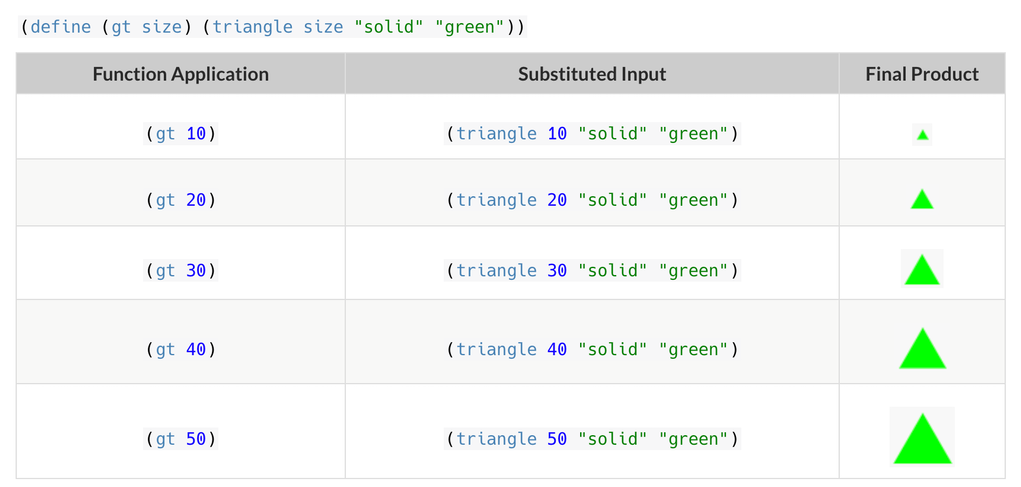 (define (gt size) (triangle size "solid" "green"))
Function Application Substituted Input Final Product
(gt 10) (triangle 10 "solid" "green")
(gt 20) (triangle 20 "solid" "green")
(gt 30) (triangle 30 "solid" "green")
(gt 40) (triangle 40 "solid" "green")
(gt 50) (triangle 50 "solid" "green")